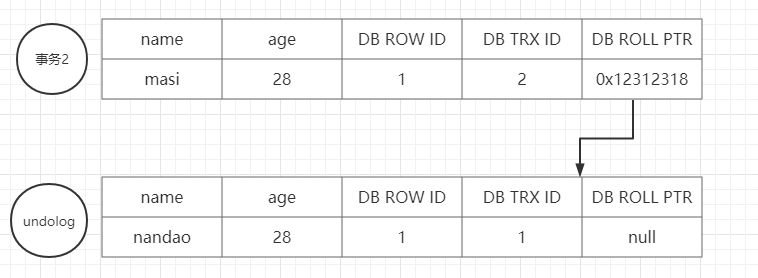 name age DB ROW ID DB TRX ID DB ROLL PTR
事务2
masi 28 1 2 0x12312318
name age DB ROW ID DB TRX ID DB ROLL PTR
undolog
nandao 28 1 1 null